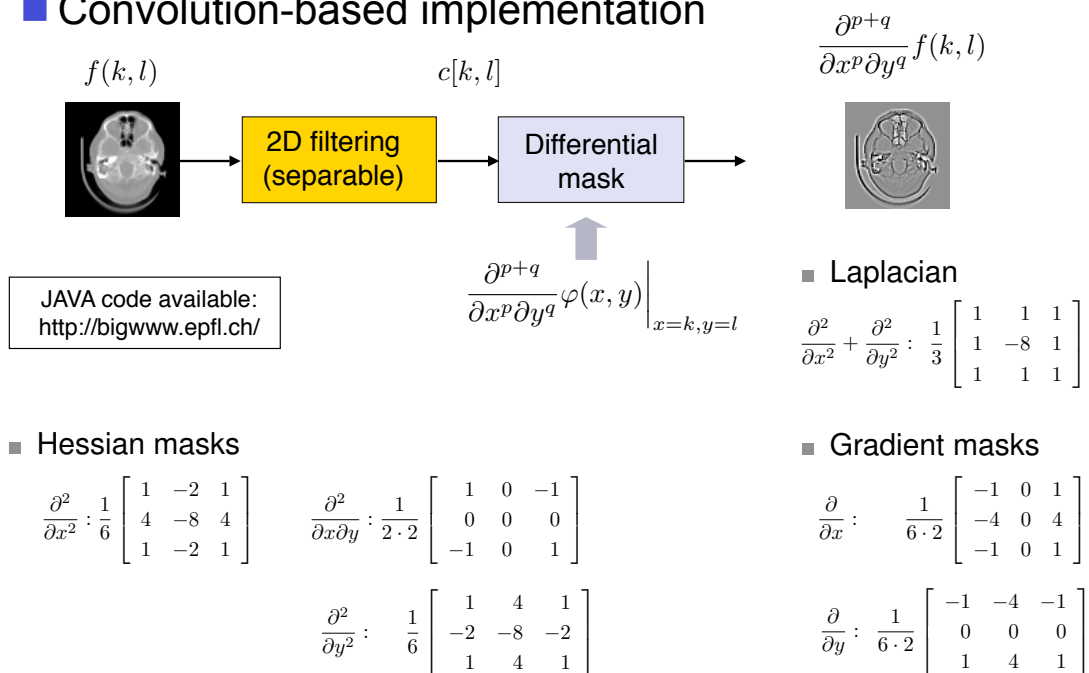 Convolution-based implementation
f(k, l)
c[k, l]
∂^{p+q}/∂x^p∂y^q f(k, l)
2D filtering
(separable)
Differential
mask
∂^{p+q}/∂x^p∂y^q φ(x, y)|_{x=k,y=l}
JAVA code available:
http://bigwww.epfl.ch/
Laplacian
∂²/∂x² + ∂²/∂y² : 1/3 [ 1 1 1
1 −8 1
1 1 1 ]
Hessian masks
∂²/∂x² : 1/6 [ 1 −2 1
4 −8 4
1 −2 1 ]
∂²/∂x∂y : 1/(2 · 2) [ 1 0 −1
0 0 0
−1 0 1 ]
∂²/∂y² : 1/6 [ 1 4 1
−2 −8 −2
1 4 1 ]
Gradient masks
∂/∂x : 1/(6 · 2) [ −1 0 1
−4 0 4
−1 0 1 ]
∂/∂y : 1/(6 · 2) [ −1 −4 −1
0 0 0
1 4 1 ]